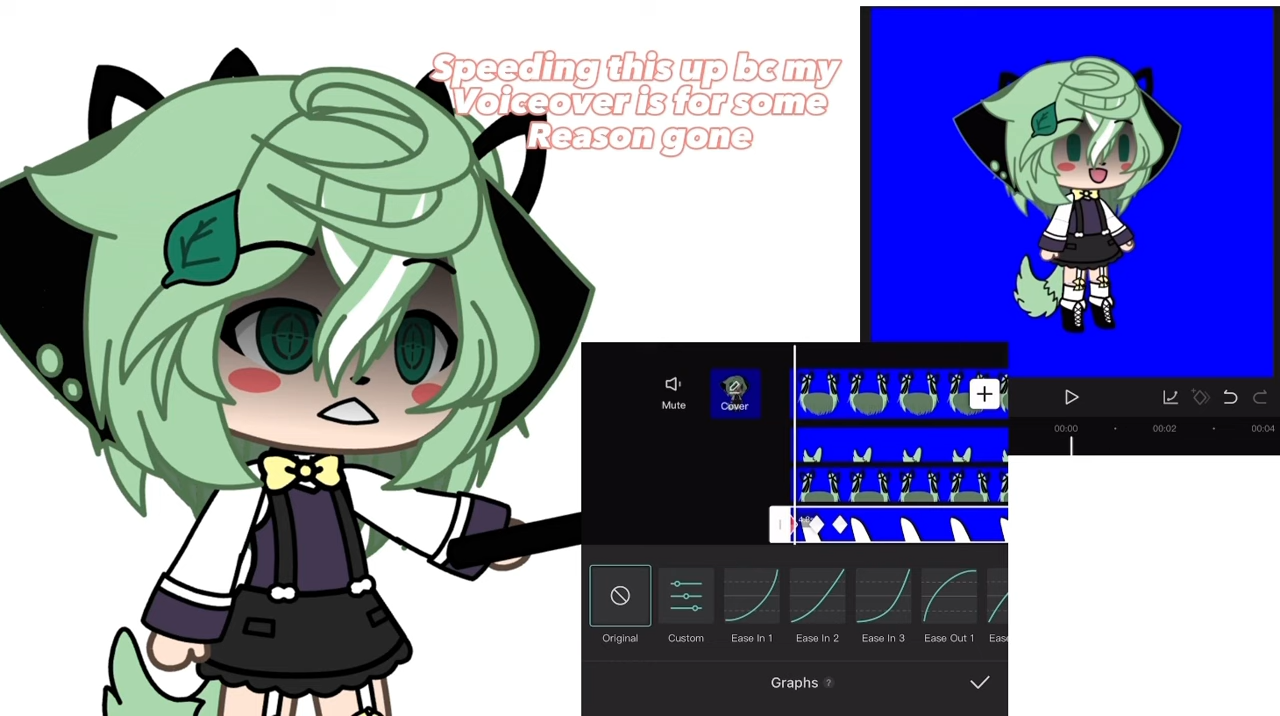 Speeding this up bc my
Voiceover is for some
Reason gone
Mute
Cover
00:00
00:02
00:04
Original
Custom
Ease In 1
Ease In 2
Ease In 3
Ease Out 1
Graphs ?